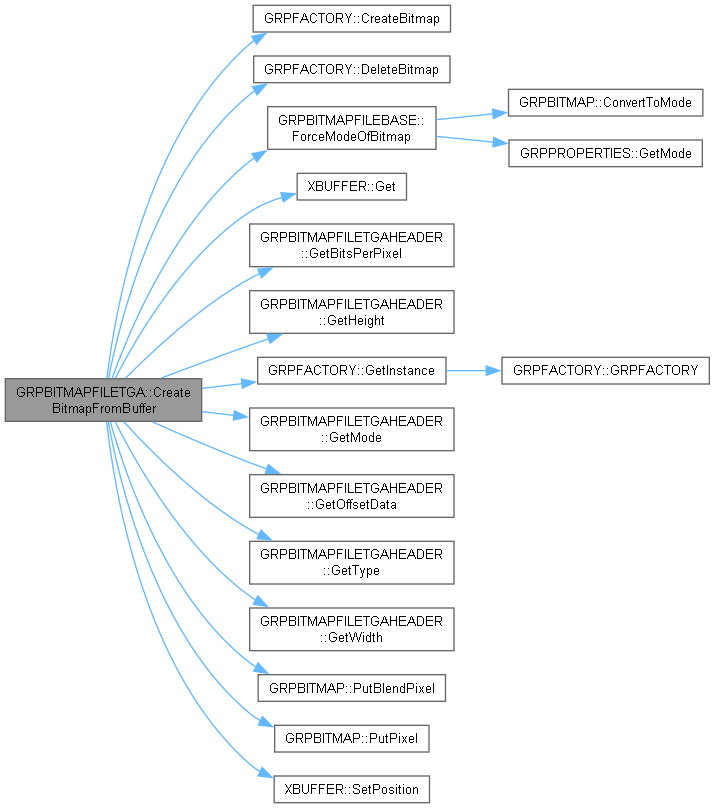 GRPFACTORY::CreateBitmap
GRPFACTORY::DeleteBitmap
GRPBITMAPFILEBASE::
ForceModeOfBitmap
GRPBITMAP::ConvertToMode
GRPPROPERTIES::GetMode
XBUFFER::Get
GRPBITMAPFILETGAHEADER
::GetBitsPerPixel
GRPBITMAPFILETGAHEADER
::GetHeight
GRPBITMAPFILETGA::Create
BitmapFromBuffer
GRPFACTORY::GetInstance
GRPFACTORY::GRPFACTORY
GRPBITMAPFILETGAHEADER
::GetMode
GRPBITMAPFILETGAHEADER
::GetOffsetData
GRPBITMAPFILETGAHEADER
::GetType
GRPBITMAPFILETGAHEADER
::GetWidth
GRPBITMAP::PutBlendPixel
GRPBITMAP::PutPixel
XBUFFER::SetPosition